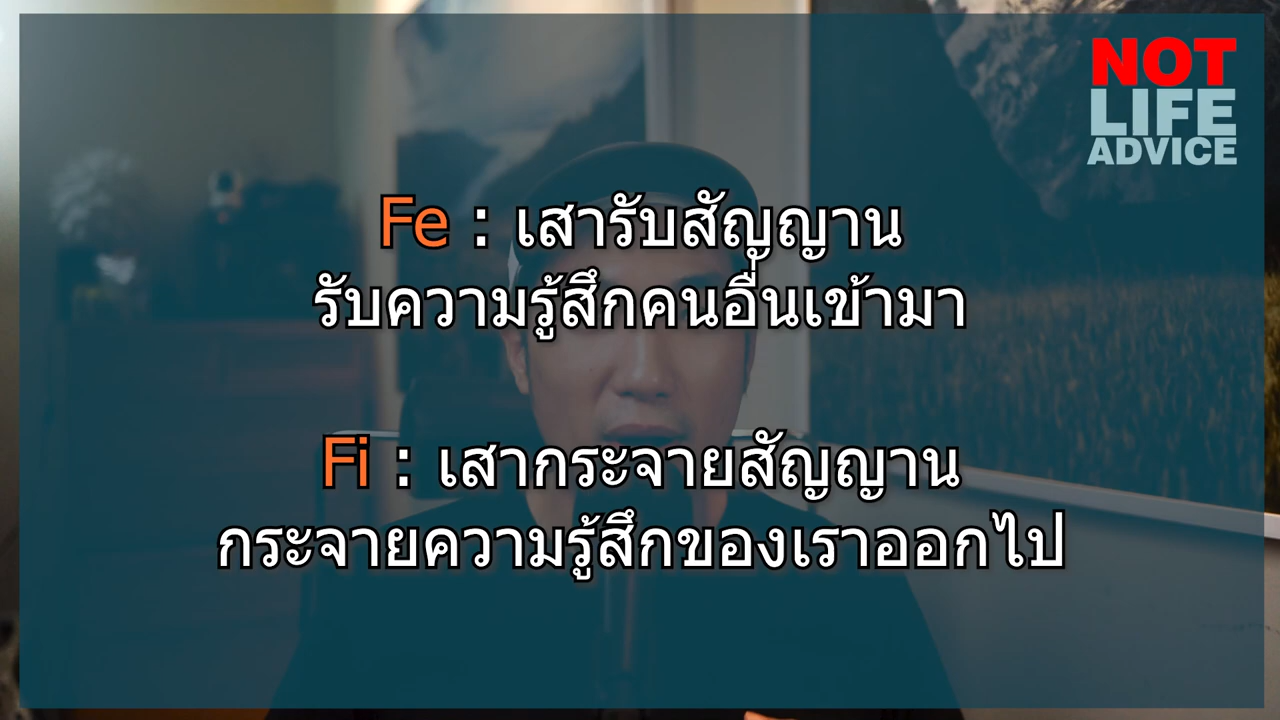 NOT
LIFE
ADVICE
Fe : เสารับสัญญาน
รับความรู้สึกคนอื่นเข้ามา
Fi : เสากระจายสัญญาน
กระจายความรู้สึกของเราออกไป